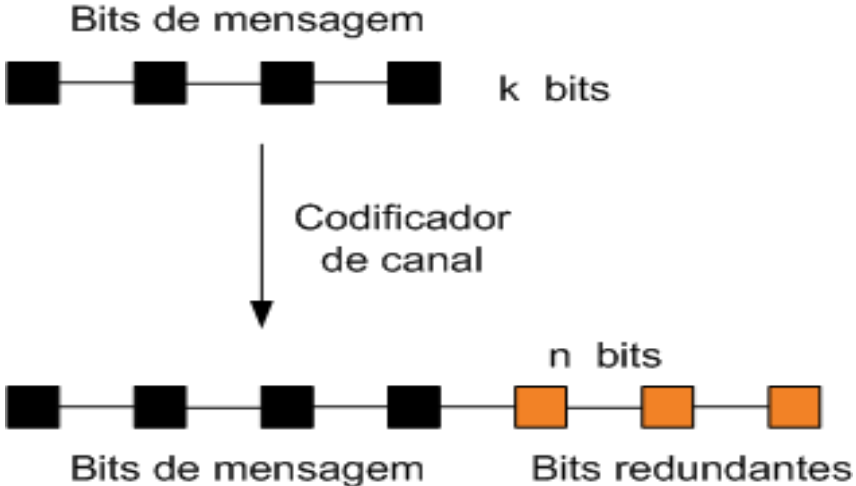 Bits de mensagem
k bits
Codificador
de canal
n bits
Bits de mensagem
Bits redundantes